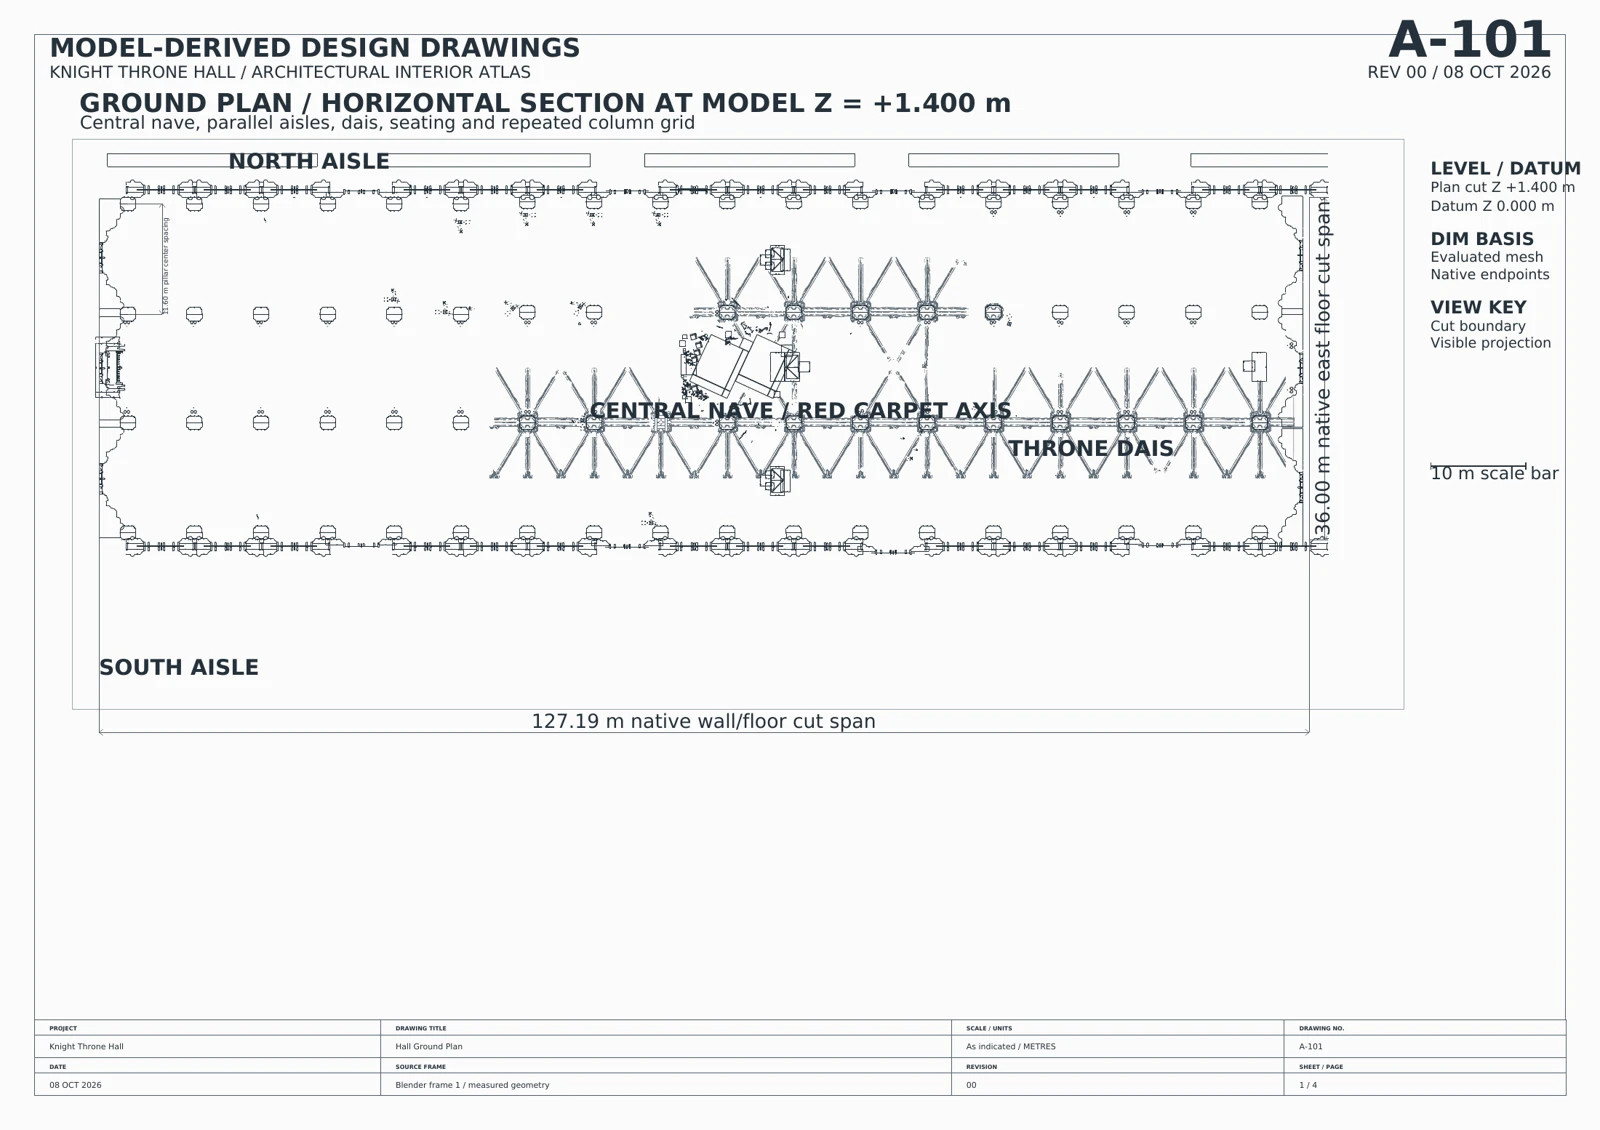 MODEL-DERIVED DESIGN DRAWINGS
KNIGHT THRONE HALL / ARCHITECTURAL INTERIOR ATLAS
A-101
REV 00 / 08 OCT 2026
GROUND PLAN / HORIZONTAL SECTION AT MODEL Z = +1.400 m
Central nave, parallel aisles, dais, seating and repeated column grid
NORTH AISLE
11.60 m pillar center spacing
CENTRAL NAVE / RED CARPET AXIS
THRONE DAIS
36.00 m native east floor cut span
SOUTH AISLE
127.19 m native wall/floor cut span
LEVEL / DATUM
Plan cut Z +1.400 m
Datum Z 0.000 m
DIM BASIS
Evaluated mesh
Native endpoints
VIEW KEY
Cut boundary
Visible projection
10 m scale bar
PROJECT
Knight Throne Hall
DRAWING TITLE
Hall Ground Plan
SCALE / UNITS
As indicated / METRES
DRAWING NO.
A-101
DATE
08 OCT 2026
SOURCE FRAME
Blender frame 1 / measured geometry
REVISION
00
SHEET / PAGE
1 / 4